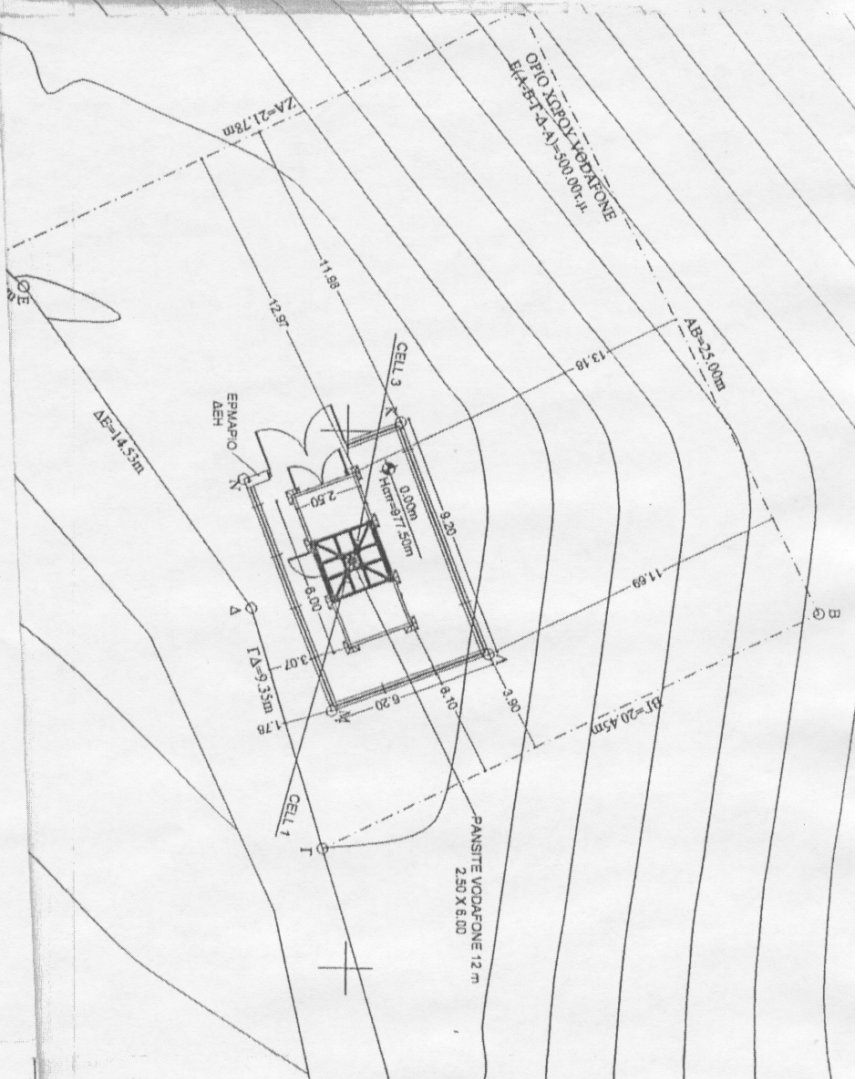 ΟΡΙΟ ΧΩΡΟΥ VODAFONE
Ε(Α-Β-Γ-Δ-Α)=500.00τ.μ.
ΖΑ=21.78m
ΑΒ=25.00m
Β
11.98
12.97
13.18
CELL 3
Κ
ΕΡΜΑΡΙΟ
ΔΕΗ
Ν
0.00m
Ηαπ=977.50m
9.20
2.50
6.00
11.69
Ε
ΔΕ=14.53m
Δ
ΓΔ=9.35m
3.07
1.78
Μ
6.20
8.10
Λ
3.90
ΒΓ=20.45m
CELL 1
Γ
PANSITE VODAFONE 12 m
2.50 X 6.00